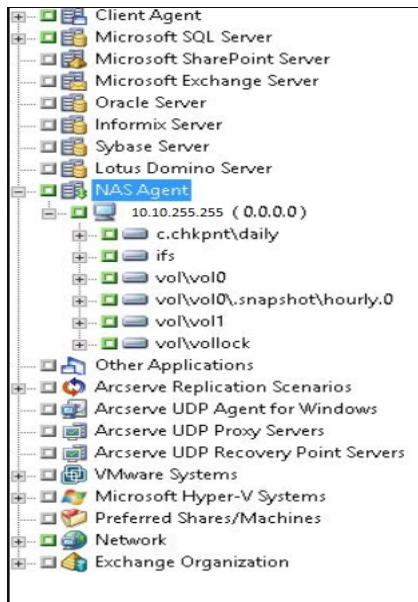 Client Agent
Microsoft SQL Server
Microsoft SharePoint Server
Microsoft Exchange Server
Oracle Server
Informix Server
Sybase Server
Lotus Domino Server
NAS Agent
10.10.255.255 ( 0.0.0.0 )
c.chkpnt\daily
ifs
vol\vol0
vol\vol0\.snapshot\hourly.0
vol\vol1
vol\vollock
Other Applications
Arcserve Replication Scenarios
Arcserve UDP Agent for Windows
Arcserve UDP Proxy Servers
Arcserve UDP Recovery Point Servers
VMware Systems
Microsoft Hyper-V Systems
Preferred Shares/Machines
Network
Exchange Organization